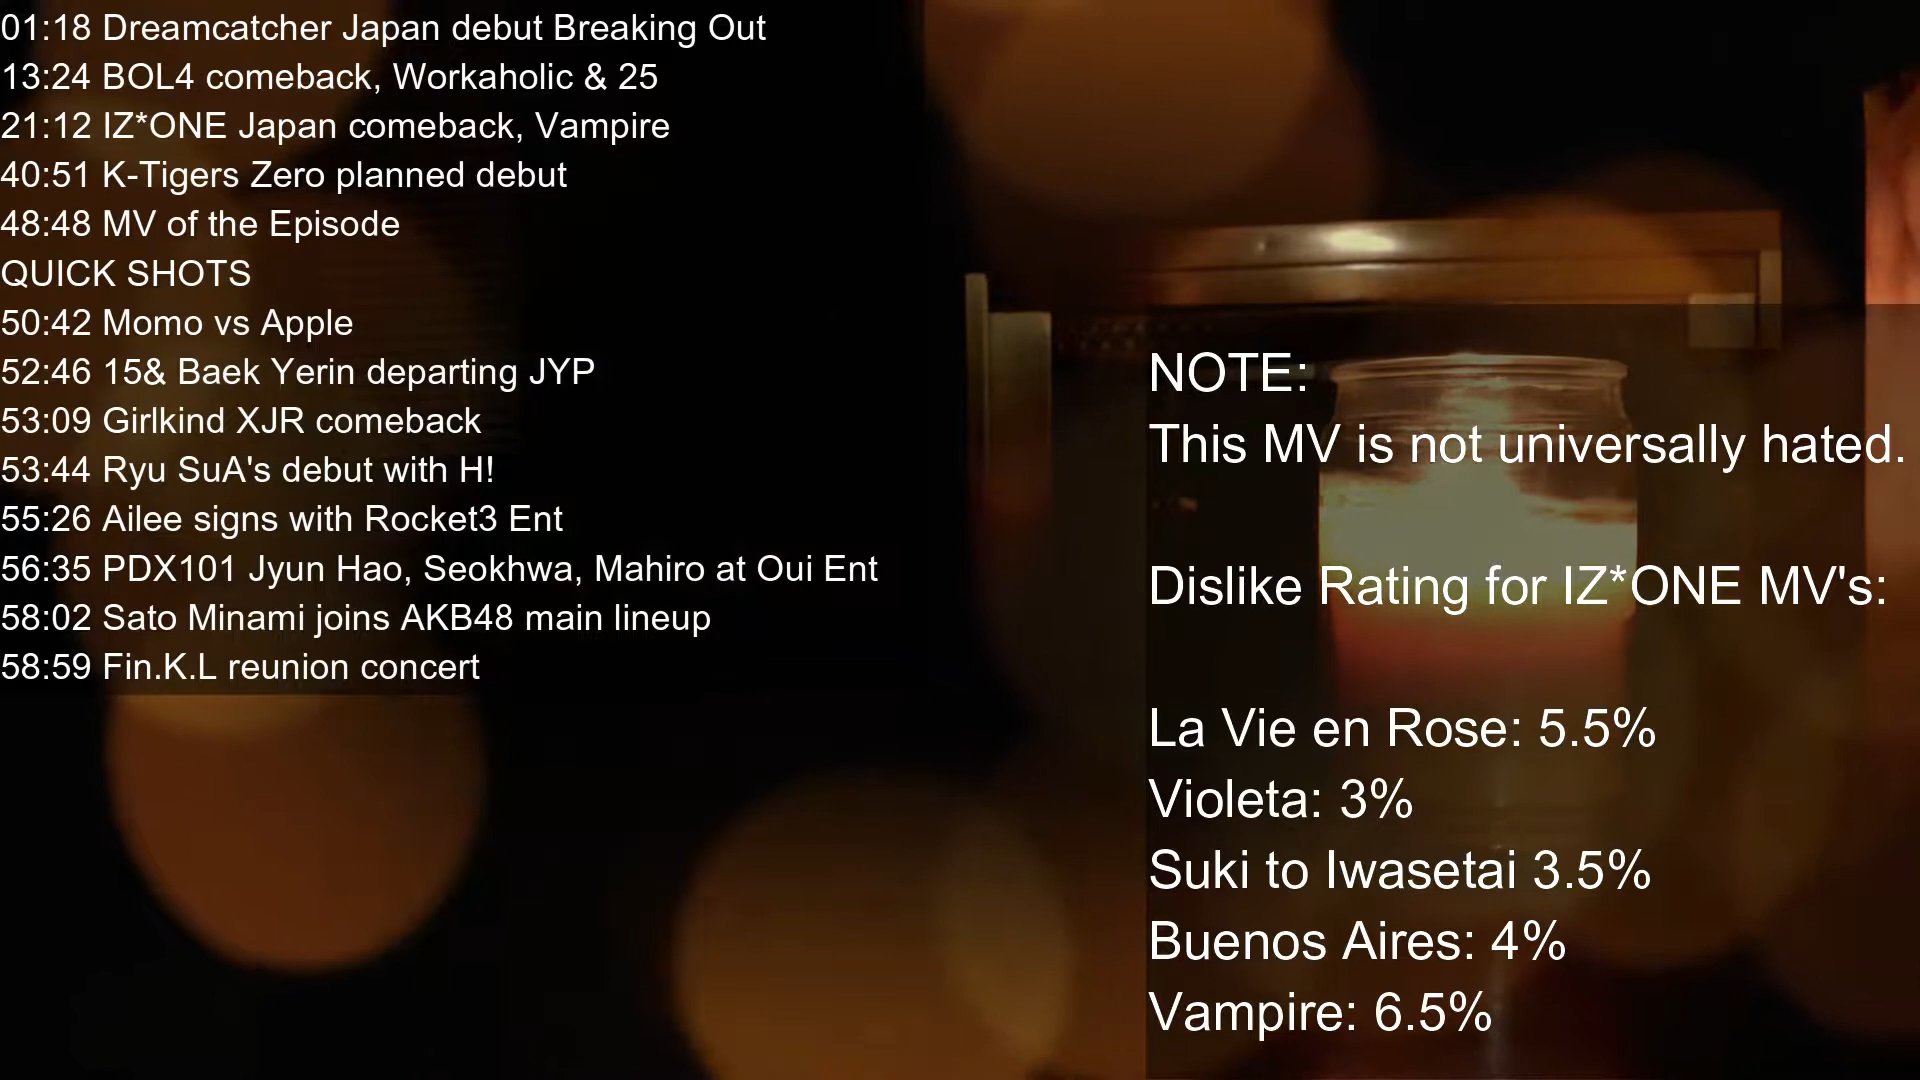 01:18 Dreamcatcher Japan debut Breaking Out
13:24 BOL4 comeback, Workaholic & 25
21:12 IZ*ONE Japan comeback, Vampire
40:51 K-Tigers Zero planned debut
48:48 MV of the Episode
QUICK SHOTS
50:42 Momo vs Apple
52:46 15& Baek Yerin departing JYP
53:09 Girlkind XJR comeback
53:44 Ryu SuA's debut with H!
55:26 Ailee signs with Rocket3 Ent
56:35 PDX101 Jyun Hao, Seokhwa, Mahiro at Oui Ent
58:02 Sato Minami joins AKB48 main lineup
58:59 Fin.K.L reunion concert
NOTE:
This MV is not universally hated.
Dislike Rating for IZ*ONE MV's:
La Vie en Rose: 5.5%
Violeta: 3%
Suki to Iwasetai 3.5%
Buenos Aires: 4%
Vampire: 6.5%